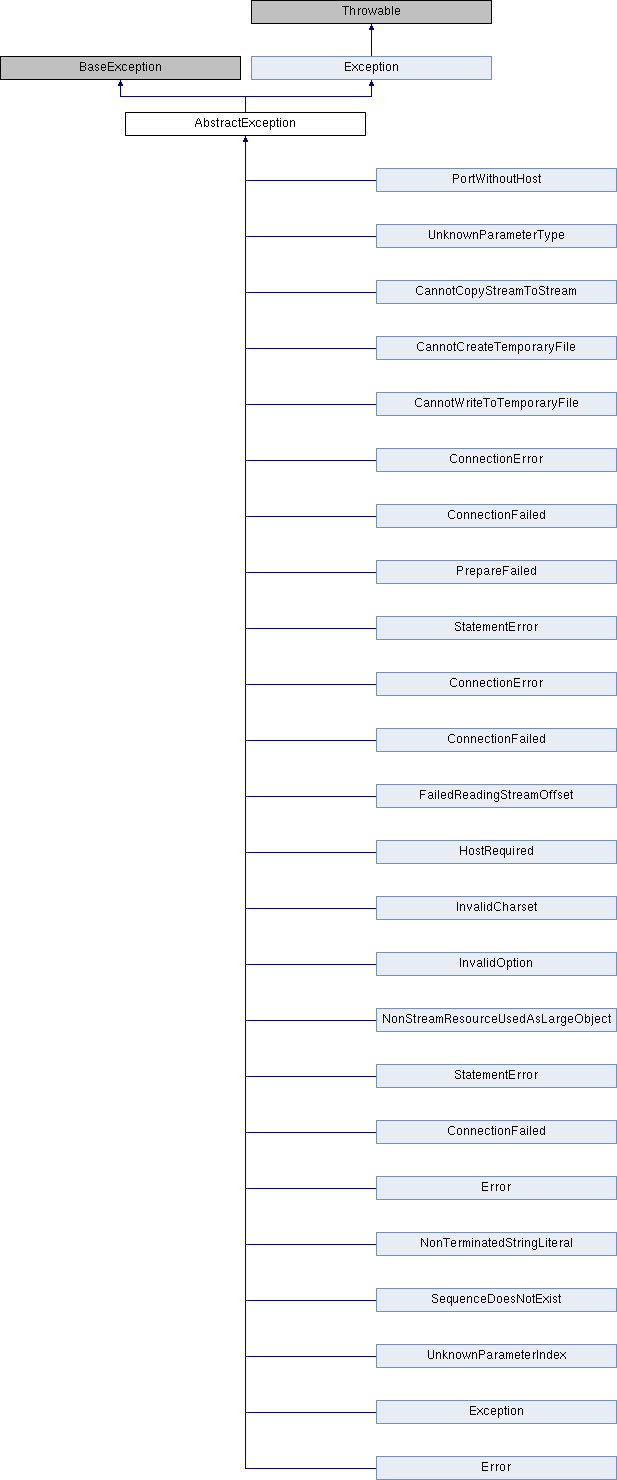 Throwable
BaseException
Exception
AbstractException
PortWithoutHost
UnknownParameterType
CannotCopyStreamToStream
CannotCreateTemporaryFile
CannotWriteToTemporaryFile
ConnectionError
ConnectionFailed
PrepareFailed
StatementError
ConnectionError
ConnectionFailed
FailedReadingStreamOffset
HostRequired
InvalidCharset
InvalidOption
NonStreamResourceUsedAsLargeObject
StatementError
ConnectionFailed
Error
NonTerminatedStringLiteral
SequenceDoesNotExist
UnknownParameterIndex
Exception
Error